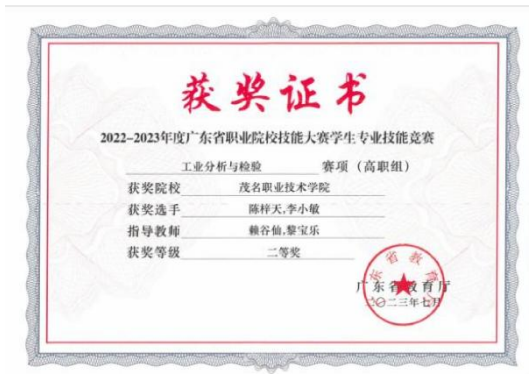 获奖证书
2022-2023年度广东省职业院校技能大赛学生专业技能竞赛
工业分析与检验 赛项（高职组）
获奖院校 茂名职业技术学院
获奖选手 陈梓天,李小敏
指导教师 赖谷仙,黎宝乐
获奖等级 二等奖
广东省教育厅
二〇二三年七月